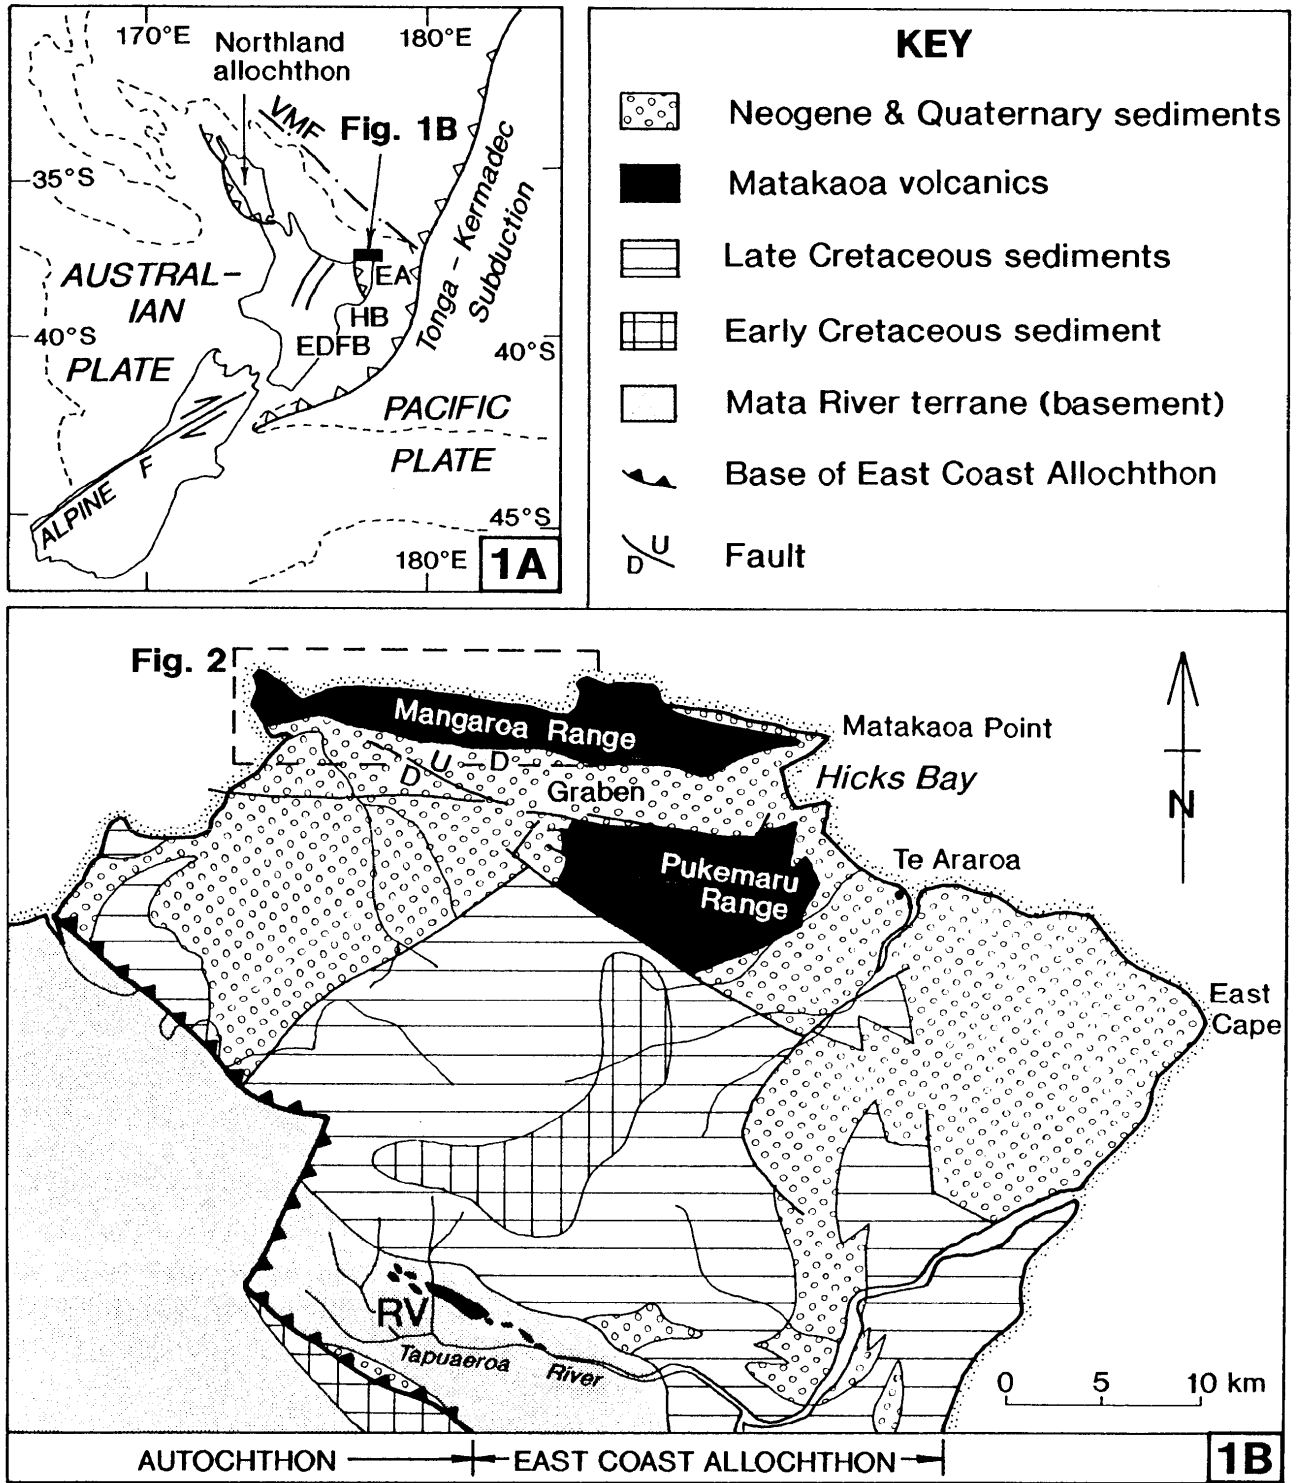 170°E
180°E
Northland
allochthon
VMF
Fig. 1B
35°S
Tonga - Kermadec
Subduction
AUSTRAL-
IAN
PLATE
EA
HB
EDFB
40°S
40°S
PACIFIC
PLATE
ALPINE F
45°S
180°E
1A
KEY
Neogene & Quaternary sediments
Matakaoa volcanics
Late Cretaceous sediments
Early Cretaceous sediment
Mata River terrane (basement)
Base of East Coast Allochthon
U
D
Fault
Fig. 2
Mangaroa Range
Matakaoa Point
Hicks Bay
U D
D
Graben
N
Pukemaru
Range
Te Araroa
East
Cape
RV
Tapuaeroa River
0 5 10 km
AUTOCHTHON
EAST COAST ALLOCHTHON
1B